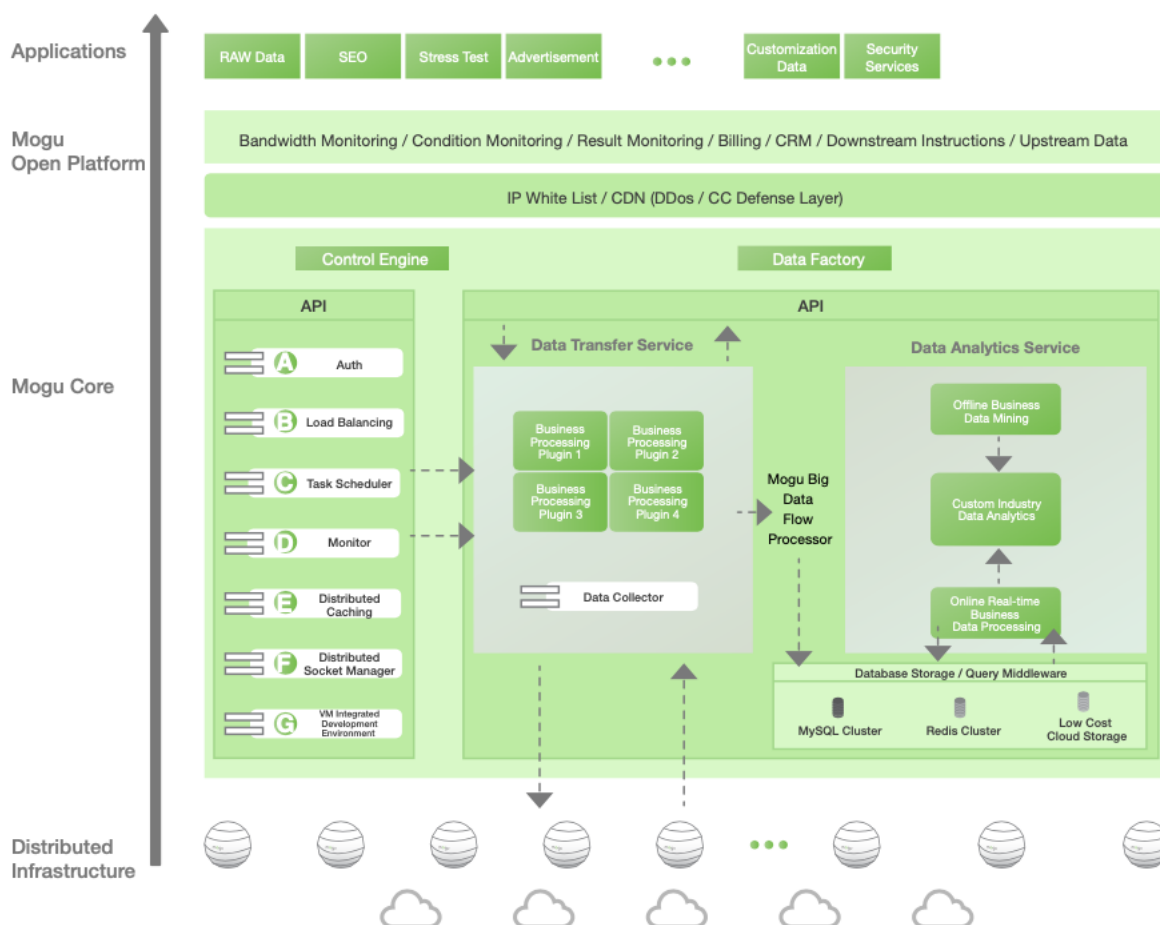 Applications
RAW Data
SEO
Stress Test
Advertisement
Customization
Data
Security
Services
Mogu
Open Platform
Bandwidth Monitoring / Condition Monitoring / Result Monitoring / Billing / CRM / Downstream Instructions / Upstream Data
IP White List / CDN (DDos / CC Defense Layer)
Mogu Core
Control Engine
Data Factory
API
A
Auth
B
Load Balancing
C
Task Scheduler
D
Monitor
E
Distributed
Caching
F
Distributed
Socket Manager
G
VM Integrated
Development
Environment
API
Data Transfer Service
Business
Processing
Plugin 1
Business
Processing
Plugin 2
Business
Processing
Plugin 3
Business
Processing
Plugin 4
Data Collector
Mogu Big
Data
Flow
Processor
Data Analytics Service
Offline Business
Data Mining
Custom Industry
Data Analytics
Online Real-time
Business
Data Processing
Database Storage / Query Middleware
MySQL Cluster
Redis Cluster
Low Cost
Cloud Storage
Distributed
Infrastructure